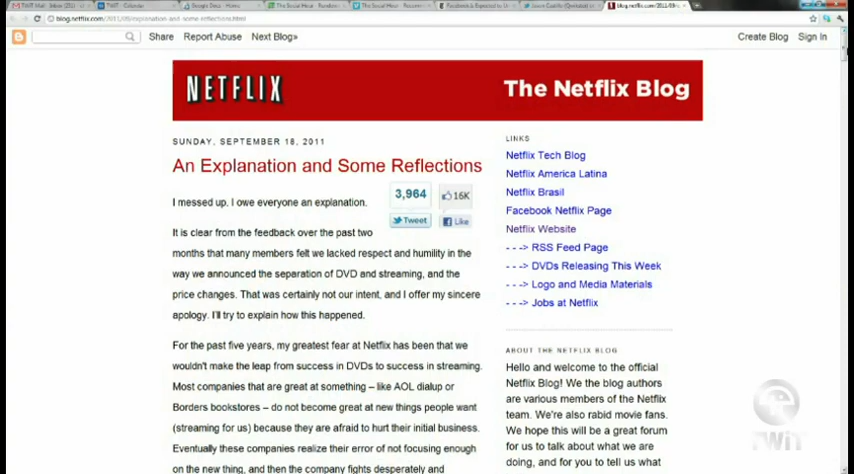 TWiT - Calendar
Google Docs
blog.netflix.com/2011/09/explanation-and-some-reflections.html
Share Report Abuse Next Blog» Create Blog Sign In
NETFLIX The Netflix Blog
SUNDAY, SEPTEMBER 18, 2011
An Explanation and Some Reflections
3,964 16K
Tweet Like
I messed up. I owe everyone an explanation.
It is clear from the feedback over the past two
months that many members felt we lacked respect and humility in the
way we announced the separation of DVD and streaming, and the
price changes. That was certainly not our intent, and I offer my sincere
apology. I'll try to explain how this happened.
For the past five years, my greatest fear at Netflix has been that we
wouldn't make the leap from success in DVDs to success in streaming.
Most companies that are great at something – like AOL dialup or
Borders bookstores – do not become great at new things people want
(streaming for us) because they are afraid to hurt their initial business.
Eventually these companies realize their error of not focusing enough
on the new thing, and then the company fights desperately and
LINKS
Netflix Tech Blog
Netflix America Latina
Netflix Brasil
Facebook Netflix Page
Netflix Website
- - -> RSS Feed Page
- - -> DVDs Releasing This Week
- - -> Logo and Media Materials
- - -> Jobs at Netflix
ABOUT THE NETFLIX BLOG
Hello and welcome to the official
Netflix Blog! We the blog authors
are various members of the Netflix
team. We're also rabid movie fans.
We hope this will be a great forum
for us to talk about what we are
doing, and for you to tell us what
TWiT